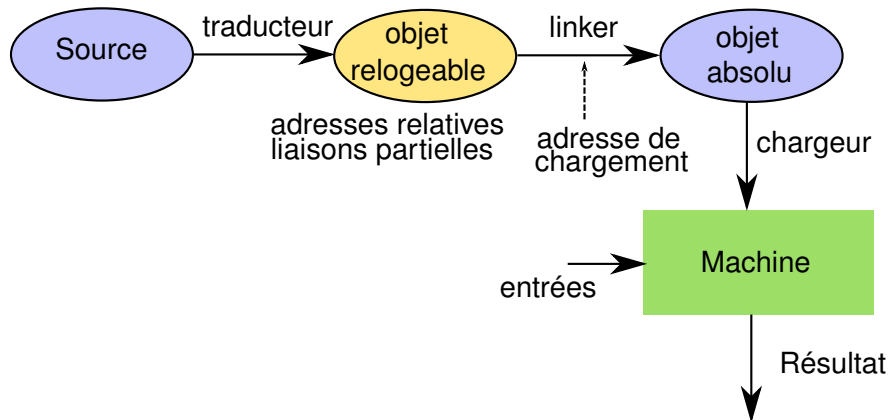 Source
traducteur
objet
relogeable
linker
objet
absolu
adresses relatives
liaisons partielles
adresse de
chargement
chargeur
Machine
entrées
Résultat